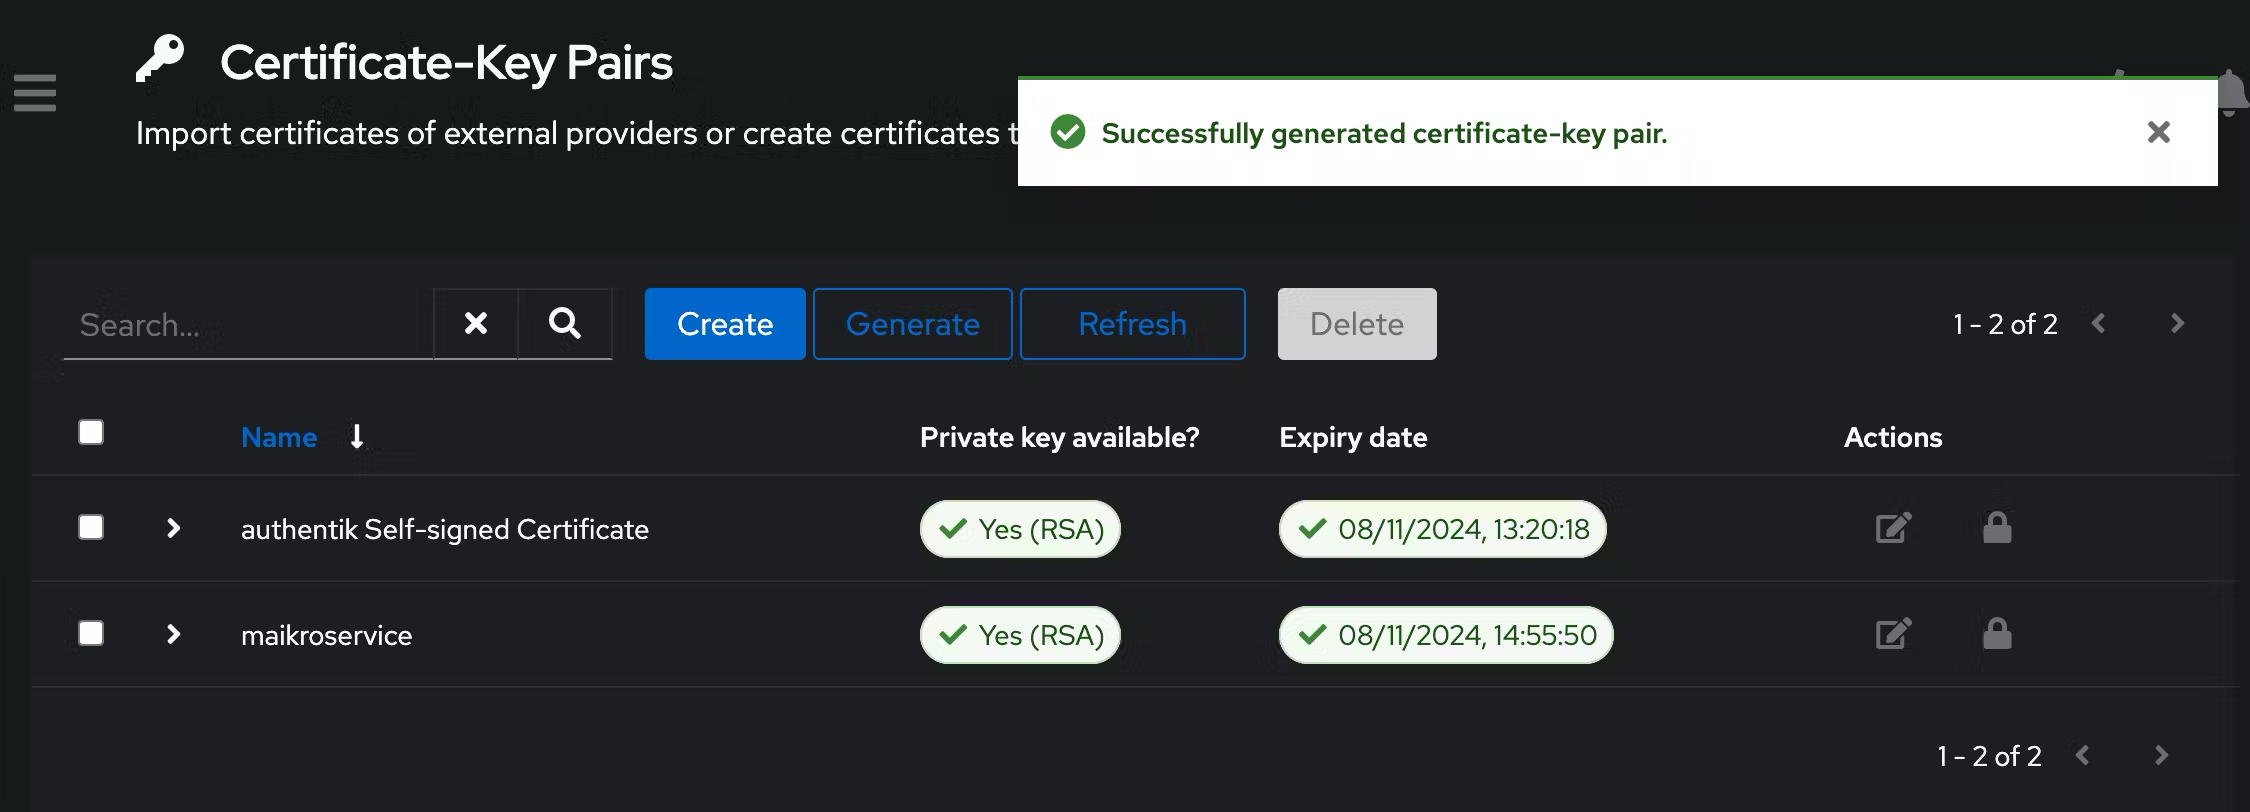 Certificate-Key Pairs
Import certificates of external providers or create certificates t
Successfully generated certificate-key pair.
Search...
Create
Generate
Refresh
Delete
1 - 2 of 2
Name
Private key available?
Expiry date
Actions
authentik Self-signed Certificate
Yes (RSA)
08/11/2024, 13:20:18
maikroservice
Yes (RSA)
08/11/2024, 14:55:50
1 - 2 of 2